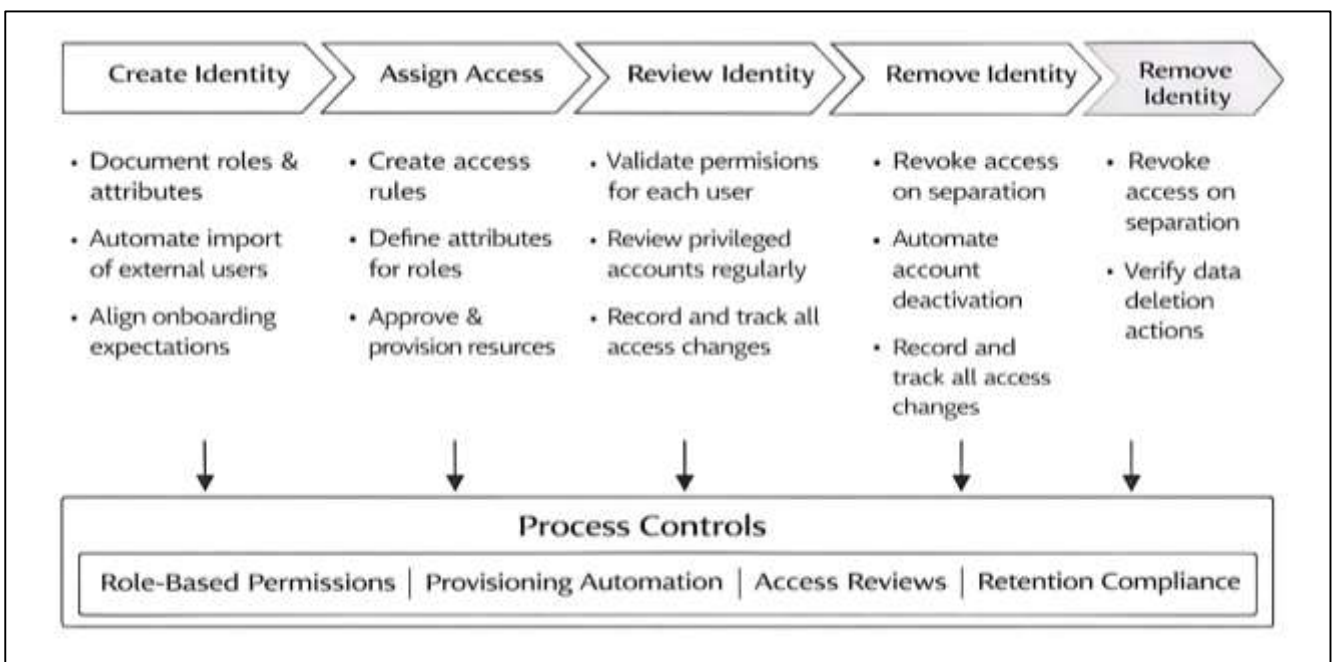 Create Identity
Assign Access
Review Identity
Remove Identity
Remove
Identity
• Document roles &
attributes
• Automate import
of external users
• Align onboarding
expectations
• Create access
rules
• Define attributes
for roles
• Approve &
provision resurces
• Validate permisions
for each user
• Review privileged
accounts regularly
• Record and track all
access changes
• Revoke access
on separation
• Automate
account
deactivation
• Record and
track all access
changes
• Revoke
access on
separation
• Verify data
deletion
actions
Process Controls
Role-Based Permissions | Provisioning Automation | Access Reviews | Retention Compliance